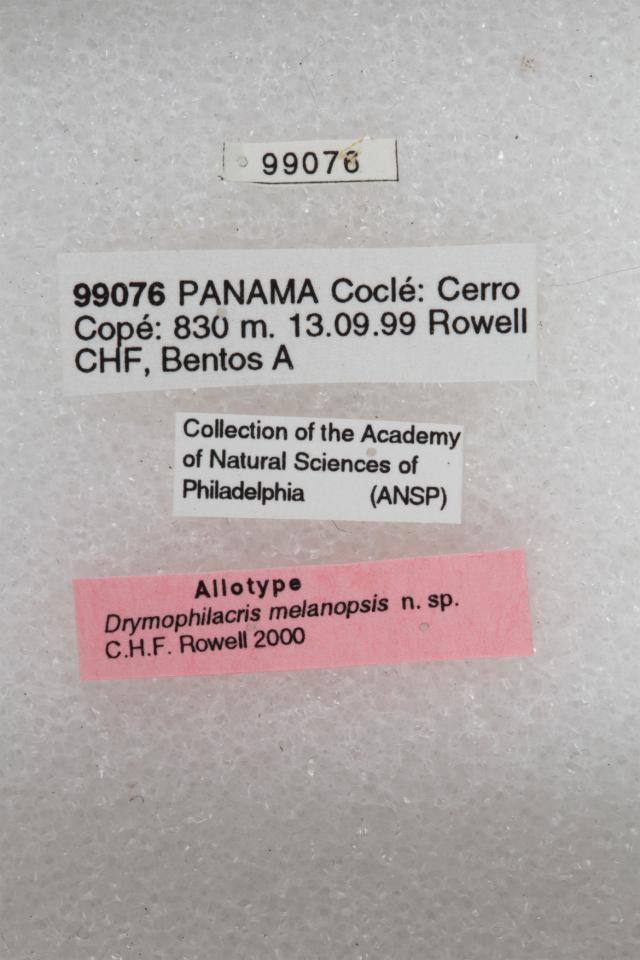 99076
99076 PANAMA Coclé: Cerro
Copé: 830 m. 13.09.99 Rowell
CHF, Bentos A
Collection of the Academy
of Natural Sciences of
Philadelphia (ANSP)
Allotype
Drymophilacris melanopsis n. sp.
C.H.F. Rowell 2000